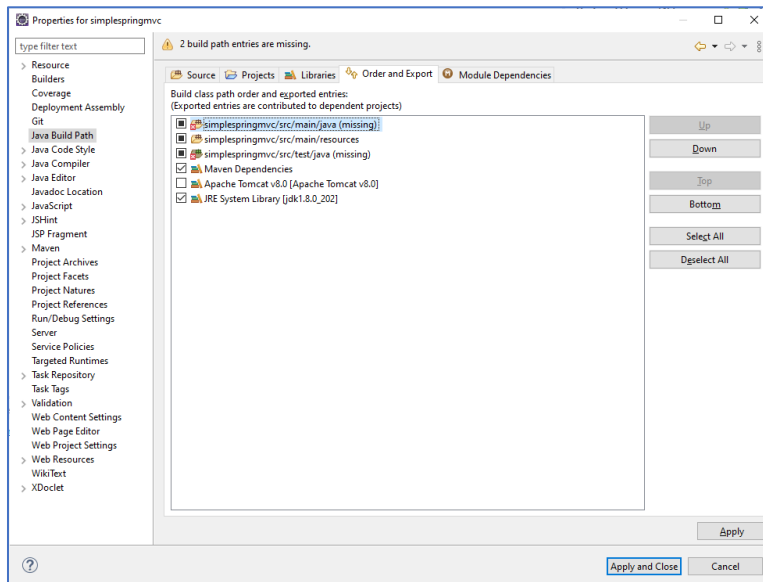 Properties for simplespringmvc
type filter text
2 build path entries are missing.
Resource
Builders
Coverage
Deployment Assembly
Git
Java Build Path
Java Code Style
Java Compiler
Java Editor
Javadoc Location
JavaScript
JSHint
JSP Fragment
Maven
Project Archives
Project Facets
Project Natures
Project References
Run/Debug Settings
Server
Service Policies
Targeted Runtimes
Task Repository
Task Tags
Validation
Web Content Settings
Web Page Editor
Web Project Settings
Web Resources
WikiText
XDoclet
Source Projects Libraries Order and Export Module Dependencies
Build class path order and exported entries:
(Exported entries are contributed to dependent projects)
simplespringmvc/src/main/java (missing)
simplespringmvc/src/main/resources
simplespringmvc/src/test/java (missing)
Maven Dependencies
Apache Tomcat v8.0 [Apache Tomcat v8.0]
JRE System Library [jdk1.8.0_202]
Up
Down
Top
Bottom
Select All
Deselect All
Apply
Apply and Close
Cancel